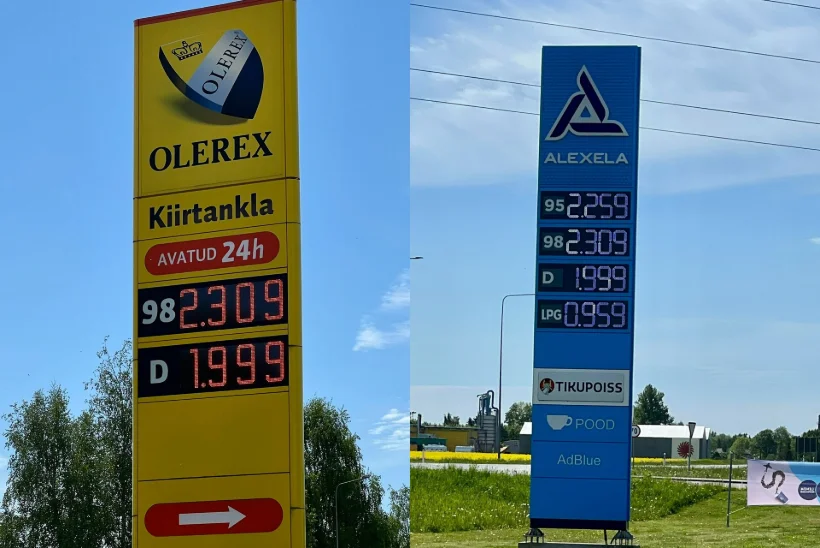 OLEREX
OLEREX
Kiirtankla
AVATUD 24h
98 2.309
D 1.999
ALEXELA
95 2.259
98 2.309
D 1.999
LPG 0.959
TIKUPOISS
POOD
AdBlue